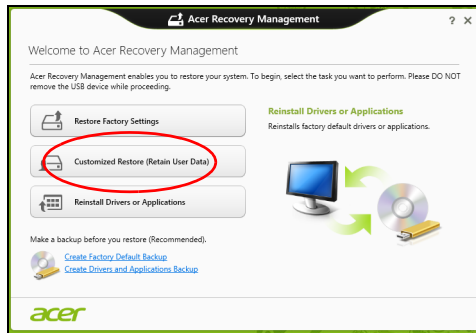 Acer Recovery Management
? X
Welcome to Acer Recovery Management
Acer Recovery Management enables you to restore your system. To begin, select the task you want to perform. Please DO NOT
remove the USB device while proceeding.
Restore Factory Settings
Customized Restore (Retain User Data)
Reinstall Drivers or Applications
Reinstall Drivers or Applications
Reinstalls factory default drivers or applications.
Make a backup before you restore (Recommended).
Create Factory Default Backup
Create Drivers and Applications Backup
acer